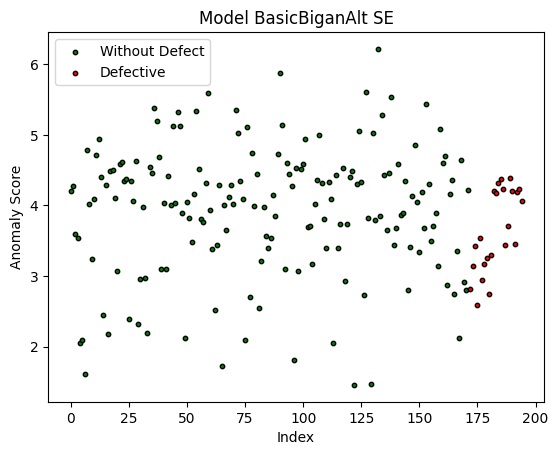 Model BasicBiganAlt SE
Without Defect
Defective
Anomaly Score
6
5
4
3
2
0 25 50 75 100 125 150 175 200
Index